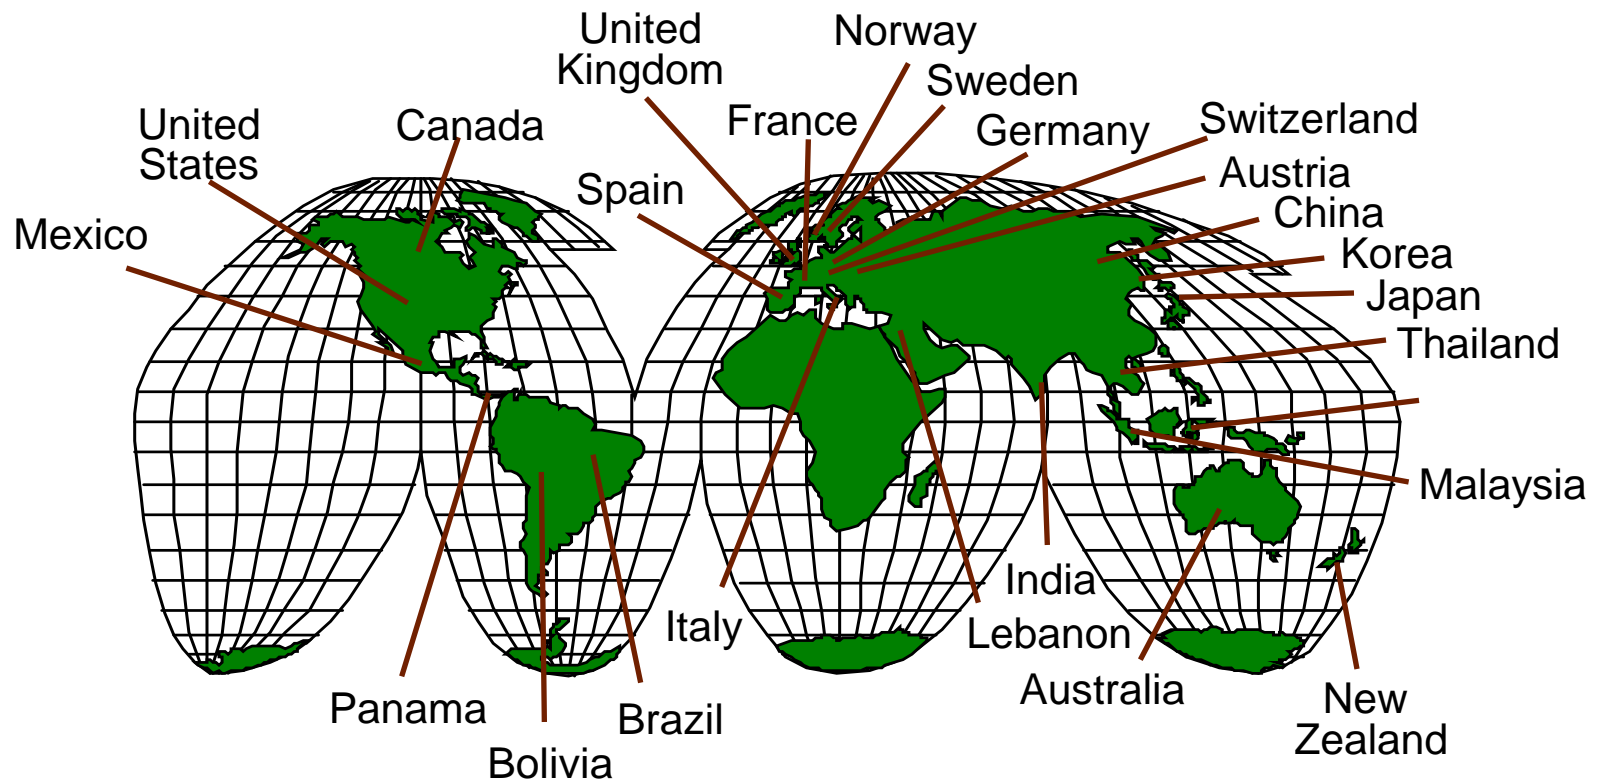 United
Kingdom
Norway
Sweden
France
Germany
Switzerland
United
States
Canada
Austria
Spain
China
Mexico
Korea
Japan
Thailand
Malaysia
India
Italy
Lebanon
Australia
Panama
Brazil
New
Zealand
Bolivia